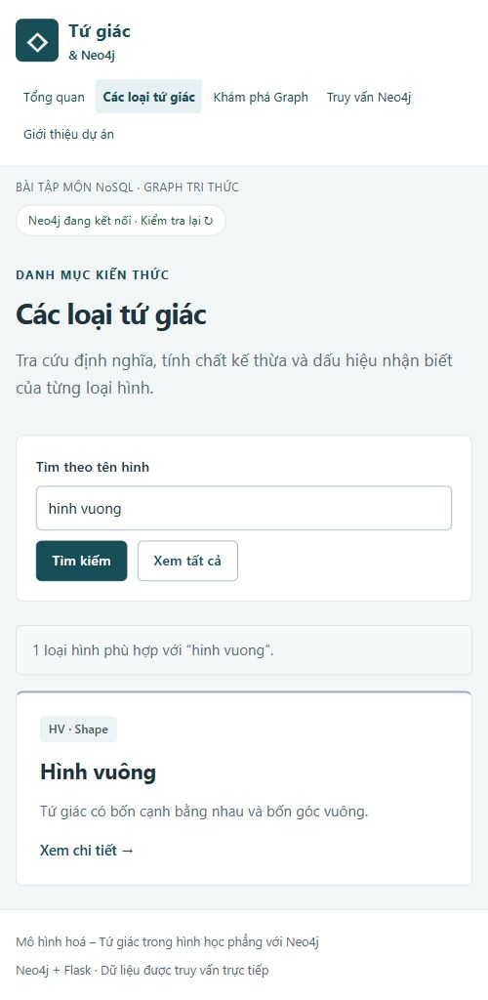 Tứ giác
& Neo4j
Tổng quan
Các loại tứ giác
Khám phá Graph
Truy vấn Neo4j
Giới thiệu dự án
BÀI TẬP MÔN NoSQL · GRAPH TRI THỨC
Neo4j đang kết nối · Kiểm tra lại ↻
DANH MỤC KIẾN THỨC
Các loại tứ giác
Tra cứu định nghĩa, tính chất kế thừa và dấu hiệu nhận biết
của từng loại hình.
Tìm theo tên hình
hinh vuong
Tìm kiếm
Xem tất cả
1 loại hình phù hợp với “hinh vuong”.
HV · Shape
Hình vuông
Tứ giác có bốn cạnh bằng nhau và bốn góc vuông.
Xem chi tiết →
Mô hình hoá – Tứ giác trong hình học phẳng với Neo4j
Neo4j + Flask · Dữ liệu được truy vấn trực tiếp